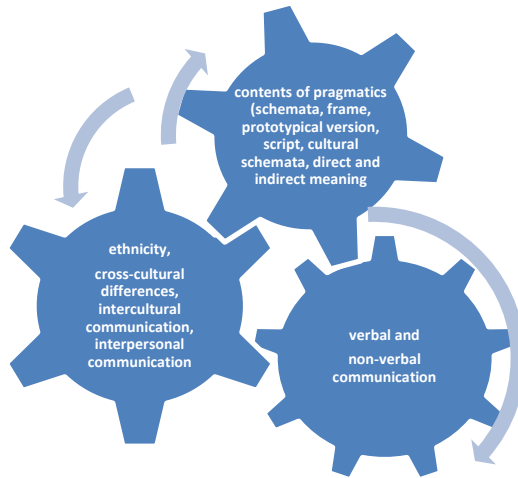 contents of pragmatics
(schemata, frame,
prototypical version,
script, cultural
schemata, direct and
indirect meaning
ethnicity,
cross-cultural
differences,
intercultural
communication,
interpersonal
communication
verbal and
non-verbal
communication